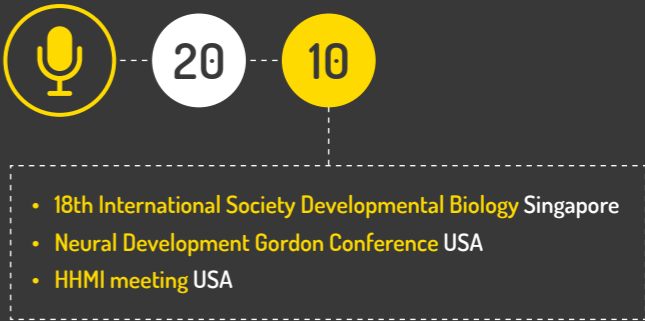 20 10
• 18th International Society Developmental Biology Singapore
• Neural Development Gordon Conference USA
• HHMI meeting USA